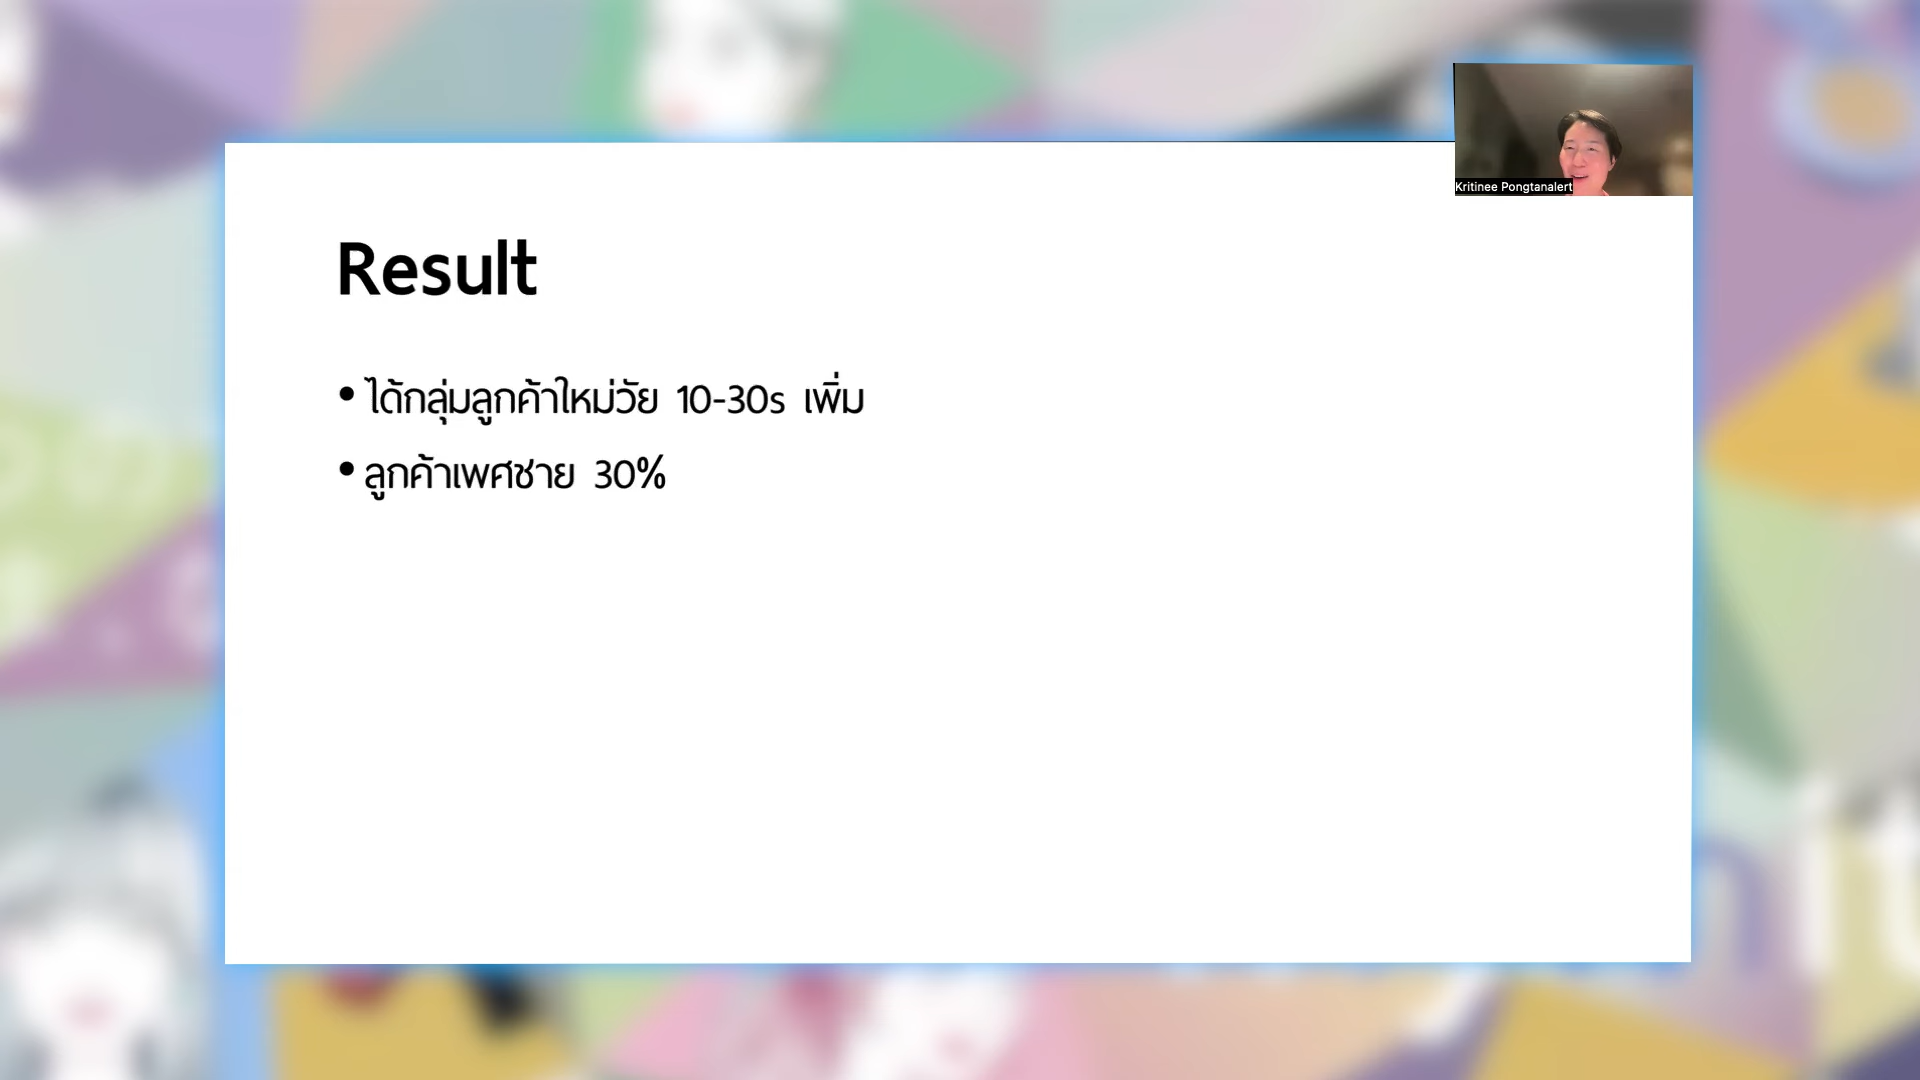 Kritinee Pongtanalert
Result
• ได้กลุ่มลูกค้าใหม่วัย 10-30s เพิ่ม
• ลูกค้าเพศชาย 30%